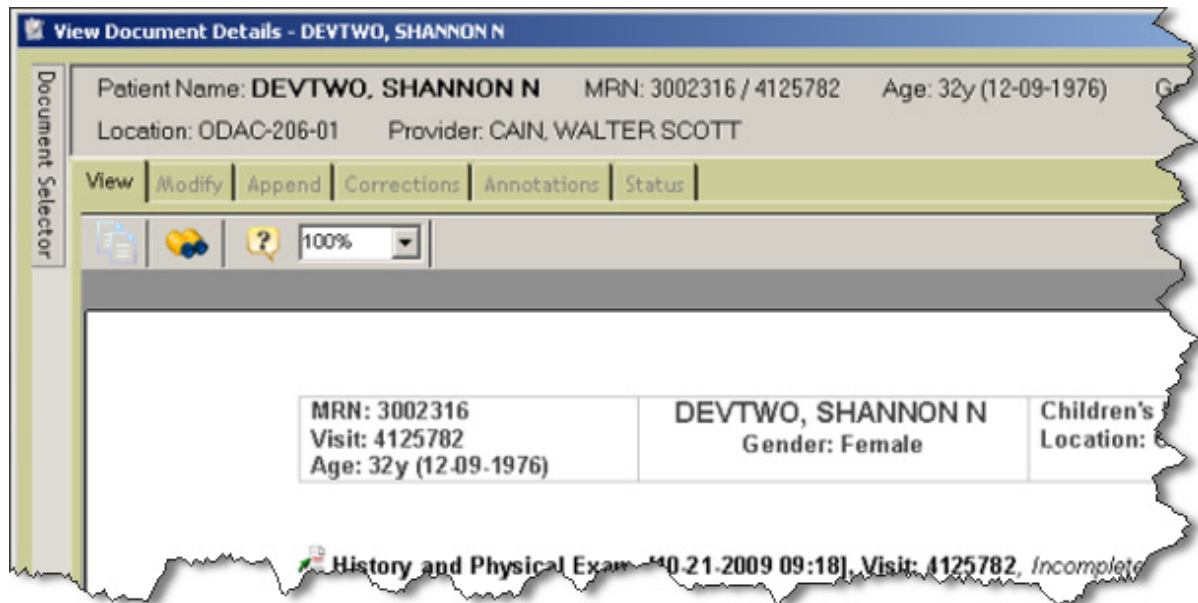 View Document Details - DEVTWO, SHANNON N
Document Selector
Patient Name: DEVTWO, SHANNON N MRN: 3002316 / 4125782 Age: 32y (12-09-1976)
Location: ODAC-206-01 Provider: CAIN, WALTER SCOTT
View Modify Append Corrections Annotations Status
100%
MRN: 3002316
Visit: 4125782
Age: 32y (12-09-1976)
DEVTWO, SHANNON N
Gender: Female
Children's
Location:
History and Physical Exam [10-21-2009 09:18], Visit: 4125782, Incomplete